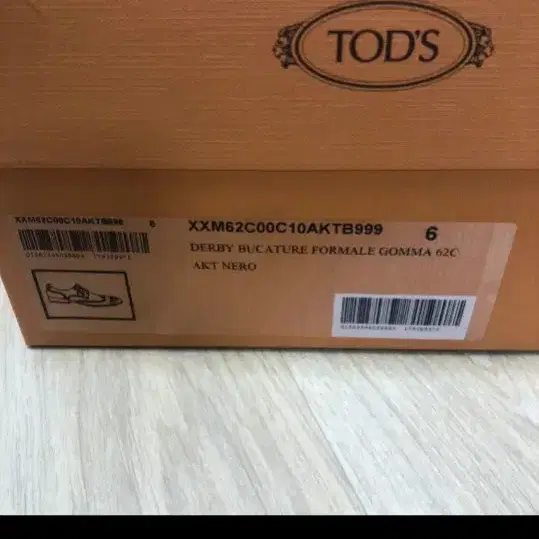 TOD'S
XXM62C00C10AKTB999 6
XXM62C00C10AKTB999 6
DERBY BUCATURE FORMALE GOMMA 62C
AKT NERO